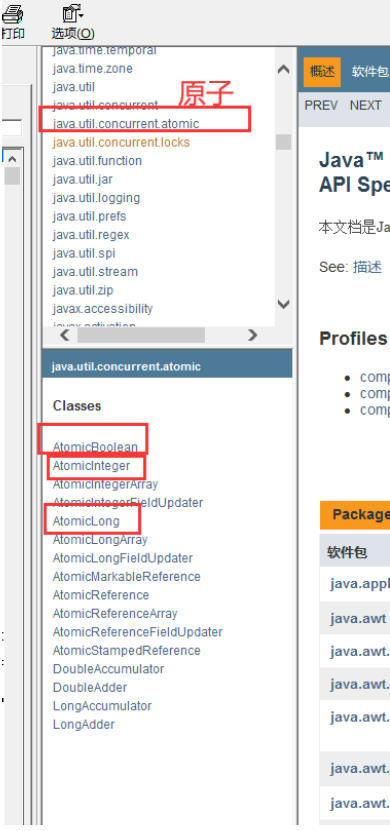 打印
选项(O)
java.time.temporal
java.time.zone
java.util
java.util.concurrent
原子
java.util.concurrent.atomic
java.util.concurrent.locks
java.util.function
java.util.jar
java.util.logging
java.util.prefs
java.util.regex
java.util.spi
java.util.stream
java.util.zip
javax.accessibility
javax.activation
java.util.concurrent.atomic
Classes
AtomicBoolean
AtomicInteger
AtomicIntegerArray
AtomicIntegerFieldUpdater
AtomicLong
AtomicLongArray
AtomicLongFieldUpdater
AtomicMarkableReference
AtomicReference
AtomicReferenceArray
AtomicReferenceFieldUpdater
AtomicStampedReference
DoubleAccumulator
DoubleAdder
LongAccumulator
LongAdder
概述 软件包
PREV NEXT
Java™
API Spe
本文档是Ja
See: 描述
Profiles
comp
comp
comp
Package
软件包
java.appl
java.awt
java.awt.
java.awt.
java.awt.
java.awt.
java.awt.